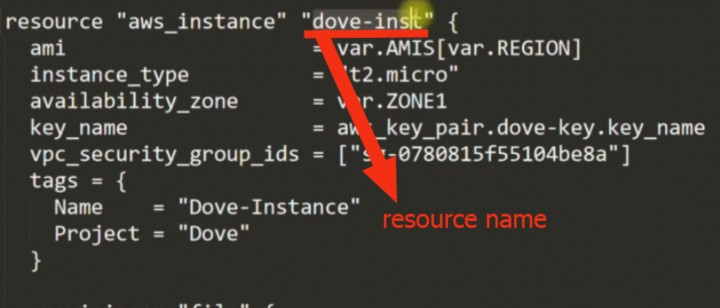 resource "aws_instance" "dove-inst" {
ami = var.AMIS[var.REGION]
instance_type = "t2.micro"
availability_zone = var.ZONE1
key_name = aws_key_pair.dove-key.key_name
vpc_security_group_ids = ["sg-0780815f55104be8a"]
tags = {
Name = "Dove-Instance"
Project = "Dove"
}
resource name